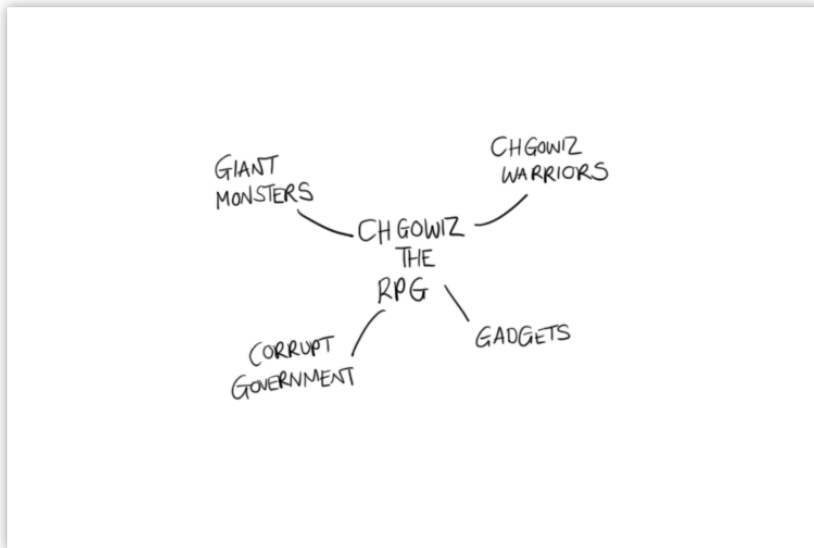 GIANT
MONSTERS
CHGOWIZ
WARRIORS
CHGOWIZ
THE
RPG
CORRUPT
GOVERNMENT
GADGETS